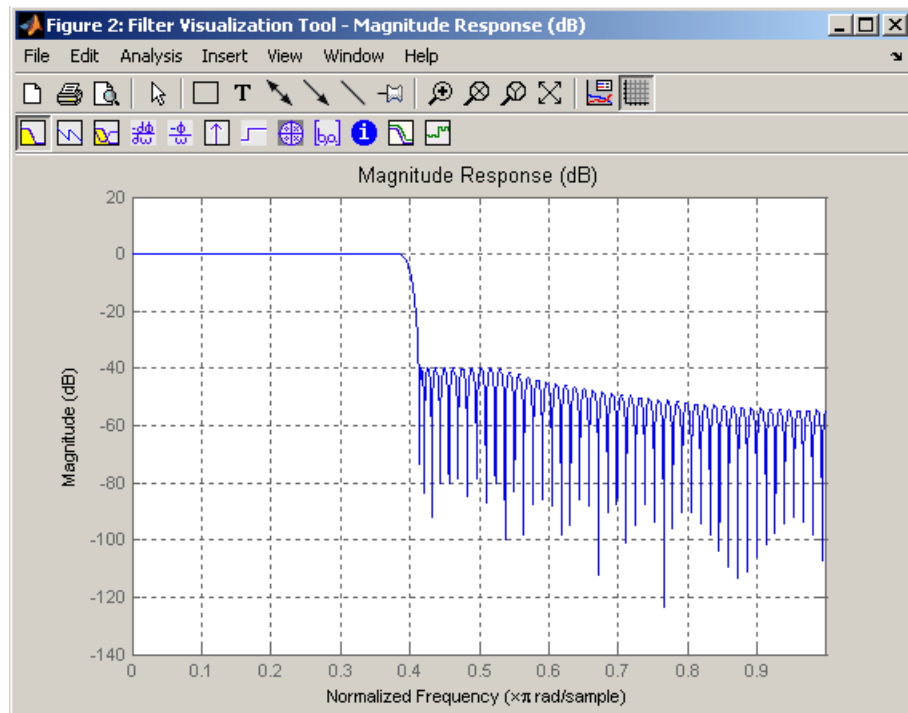 Figure 2: Filter Visualization Tool - Magnitude Response (dB)
File Edit Analysis Insert View Window Help
T
Magnitude Response (dB)
20
0
-20
-40
-60
-80
-100
-120
-140
Magnitude (dB)
0 0.1 0.2 0.3 0.4 0.5 0.6 0.7 0.8 0.9
Normalized Frequency (×π rad/sample)